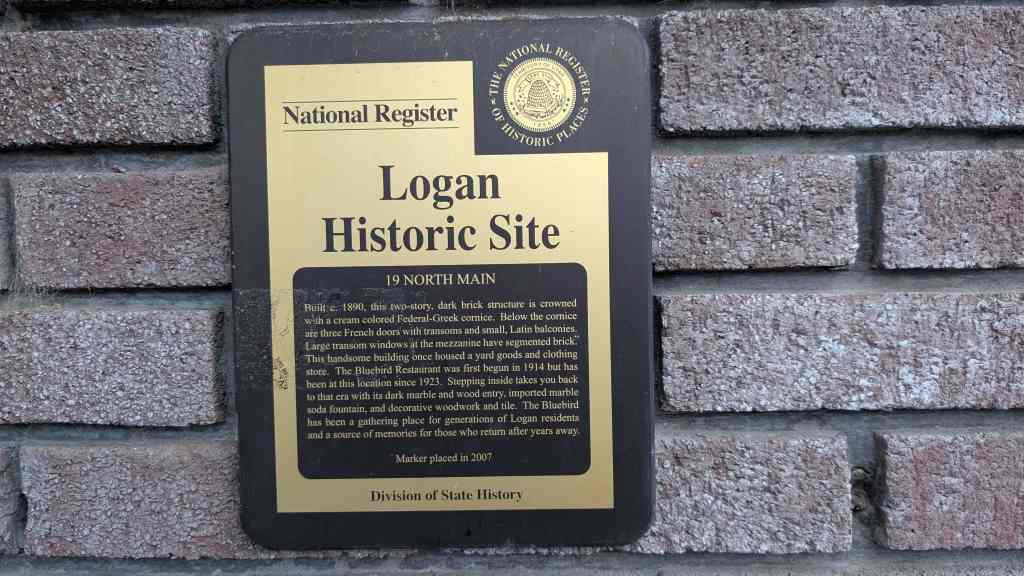 National Register
THE NATIONAL REGISTER
OF HISTORIC PLACES
Logan
Historic Site
19 NORTH MAIN
Built c. 1890, this two-story, dark brick structure is crowned
with a cream colored Federal-Greek cornice. Below the cornice
are three French doors with transoms and small, Latin balconies.
Large transom windows at the mezzanine have segmented brick.
This handsome building once housed a yard goods and clothing
store. The Bluebird Restaurant was first begun in 1914 but has
been at this location since 1923. Stepping inside takes you back
to that era with its dark marble and wood entry, imported marble
soda fountain, and decorative woodwork and tile. The Bluebird
has been a gathering place for generations of Logan residents
and a source of memories for those who return after years away.
Marker placed in 2007
Division of State History